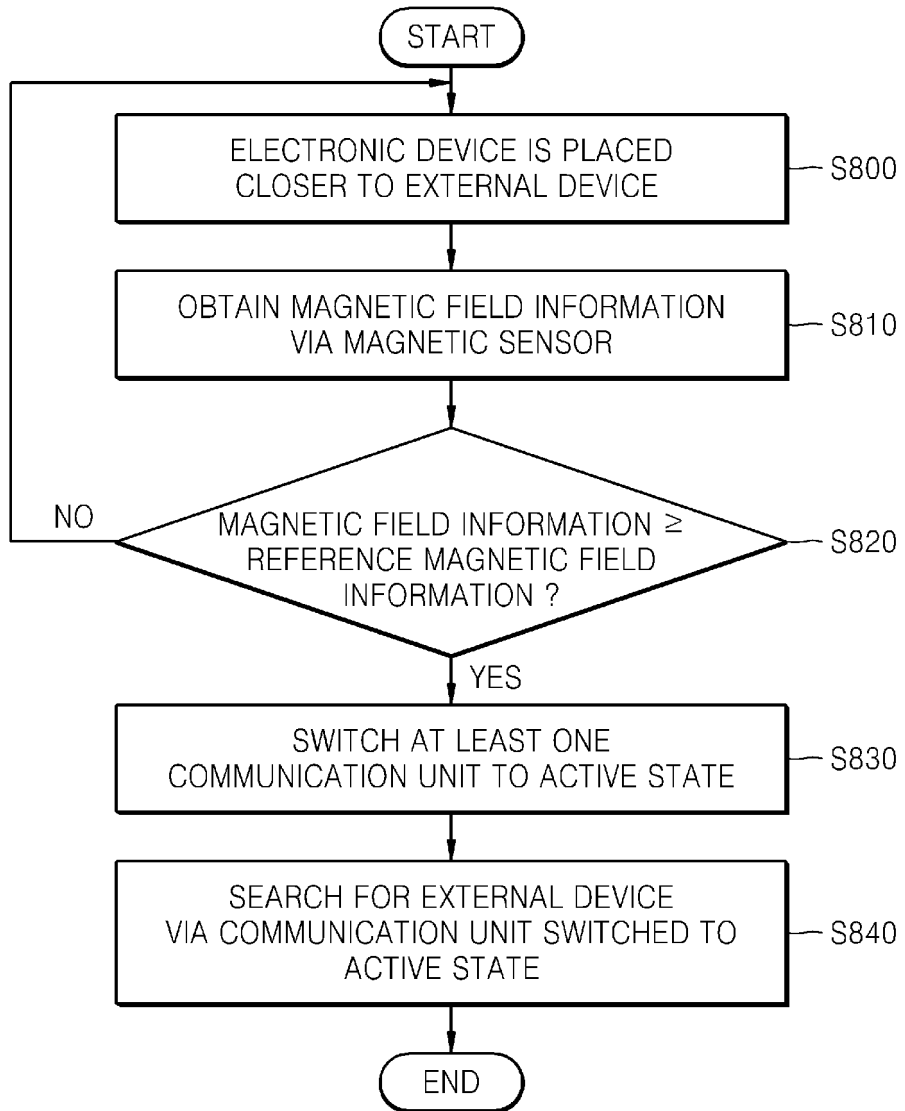 START
ELECTRONIC DEVICE IS PLACED
CLOSER TO EXTERNAL DEVICE
S800
OBTAIN MAGNETIC FIELD INFORMATION
VIA MAGNETIC SENSOR
S810
NO
MAGNETIC FIELD INFORMATION ≥
REFERENCE MAGNETIC FIELD
INFORMATION ?
S820
YES
SWITCH AT LEAST ONE
COMMUNICATION UNIT TO ACTIVE STATE
S830
SEARCH FOR EXTERNAL DEVICE
VIA COMMUNICATION UNIT SWITCHED TO
ACTIVE STATE
S840
END